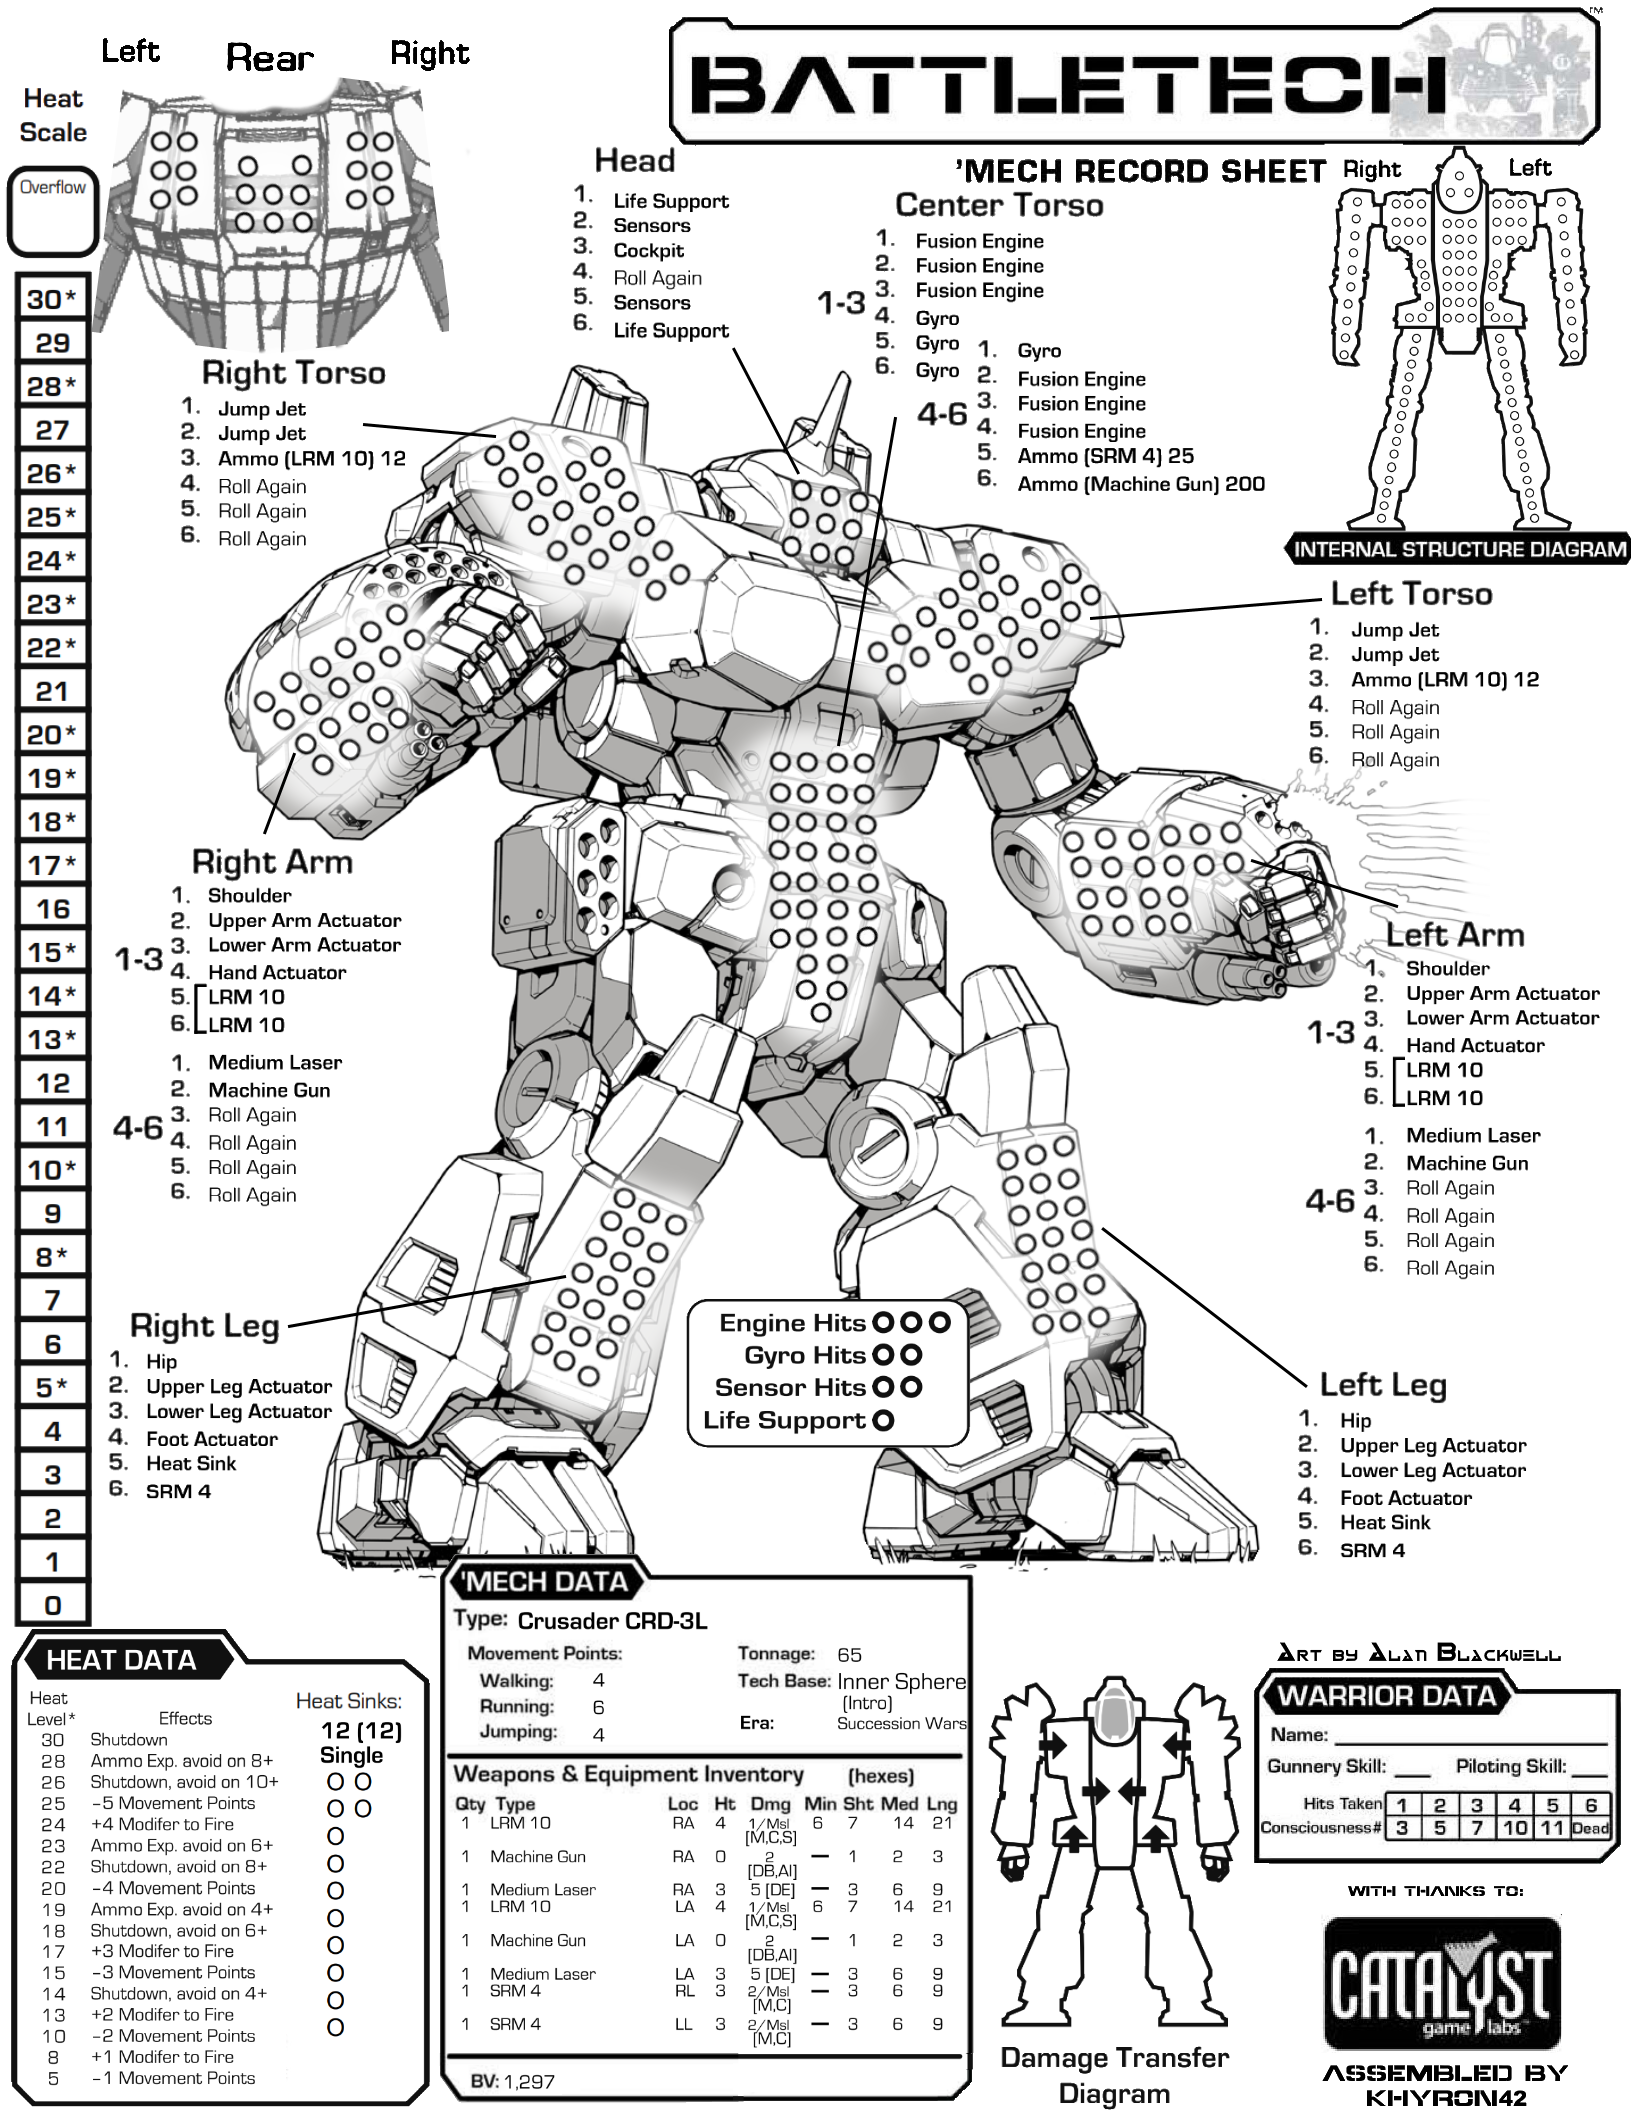 Left Rear Right
Heat
Scale
Overflow
30*
29
28*
27
26*
25*
24*
23*
22*
21
20*
19*
18*
17*
16
15*
14*
13*
12
11
10*
9
8*
7
6
5*
4
3
2
1
0
BATTLETECH
TM
'MECH RECORD SHEET
Head
1. Life Support
2. Sensors
3. Cockpit
4. Roll Again
5. Sensors
6. Life Support
Center Torso
1-3
1. Fusion Engine
2. Fusion Engine
3. Fusion Engine
4. Gyro
5. Gyro
6. Gyro
4-6
1. Gyro
2. Fusion Engine
3. Fusion Engine
4. Fusion Engine
5. Ammo (SRM 4) 25
6. Ammo (Machine Gun) 200
Right Left
INTERNAL STRUCTURE DIAGRAM
Right Torso
1. Jump Jet
2. Jump Jet
3. Ammo (LRM 10) 12
4. Roll Again
5. Roll Again
6. Roll Again
Left Torso
1. Jump Jet
2. Jump Jet
3. Ammo (LRM 10) 12
4. Roll Again
5. Roll Again
6. Roll Again
Right Arm
1-3
1. Shoulder
2. Upper Arm Actuator
3. Lower Arm Actuator
4. Hand Actuator
5. LRM 10
6. LRM 10
4-6
1. Medium Laser
2. Machine Gun
3. Roll Again
4. Roll Again
5. Roll Again
6. Roll Again
Left Arm
1-3
1. Shoulder
2. Upper Arm Actuator
3. Lower Arm Actuator
4. Hand Actuator
5. LRM 10
6. LRM 10
4-6
1. Medium Laser
2. Machine Gun
3. Roll Again
4. Roll Again
5. Roll Again
6. Roll Again
Right Leg
1. Hip
2. Upper Leg Actuator
3. Lower Leg Actuator
4. Foot Actuator
5. Heat Sink
6. SRM 4
Engine Hits
Gyro Hits
Sensor Hits
Life Support
Left Leg
1. Hip
2. Upper Leg Actuator
3. Lower Leg Actuator
4. Foot Actuator
5. Heat Sink
6. SRM 4
HEAT DATA
Heat
Level* Effects
30 Shutdown
28 Ammo Exp. avoid on 8+
26 Shutdown, avoid on 10+
25 -5 Movement Points
24 +4 Modifer to Fire
23 Ammo Exp. avoid on 6+
22 Shutdown, avoid on 8+
20 -4 Movement Points
19 Ammo Exp. avoid on 4+
18 Shutdown, avoid on 6+
17 +3 Modifer to Fire
15 -3 Movement Points
14 Shutdown, avoid on 4+
13 +2 Modifer to Fire
10 -2 Movement Points
8 +1 Modifer to Fire
5 -1 Movement Points
Heat Sinks:
12 (12)
Single
'MECH DATA
Type: Crusader CRD-3L
Movement Points:
Walking: 4
Running: 6
Jumping: 4
Tonnage: 65
Tech Base: Inner Sphere
(Intro)
Era: Succession Wars
Weapons & Equipment Inventory (hexes)
Qty Type Loc Ht Dmg Min Sht Med Lng
1 LRM 10 RA 4 1/Msl 6 7 14 21
[M,C,S]
1 Machine Gun RA 0 2 — 1 2 3
[DB,AI]
1 Medium Laser RA 3 5 [DE] — 3 6 9
1 LRM 10 LA 4 1/Msl 6 7 14 21
[M,C,S]
1 Machine Gun LA 0 2 — 1 2 3
[DB,AI]
1 Medium Laser LA 3 5 [DE] — 3 6 9
1 SRM 4 RL 3 2/Msl — 3 6 9
[M,C]
1 SRM 4 LL 3 2/Msl — 3 6 9
[M,C]
BV: 1,297
Damage Transfer
Diagram
Art by Alan Blackwell
WARRIOR DATA
Name:
Gunnery Skill: Piloting Skill:
Hits Taken 1 2 3 4 5 6
Consciousness# 3 5 7 10 11 Dead
WITH THANKS TO:
CATALYST
game labs
ASSEMBLED BY
KHYRON42